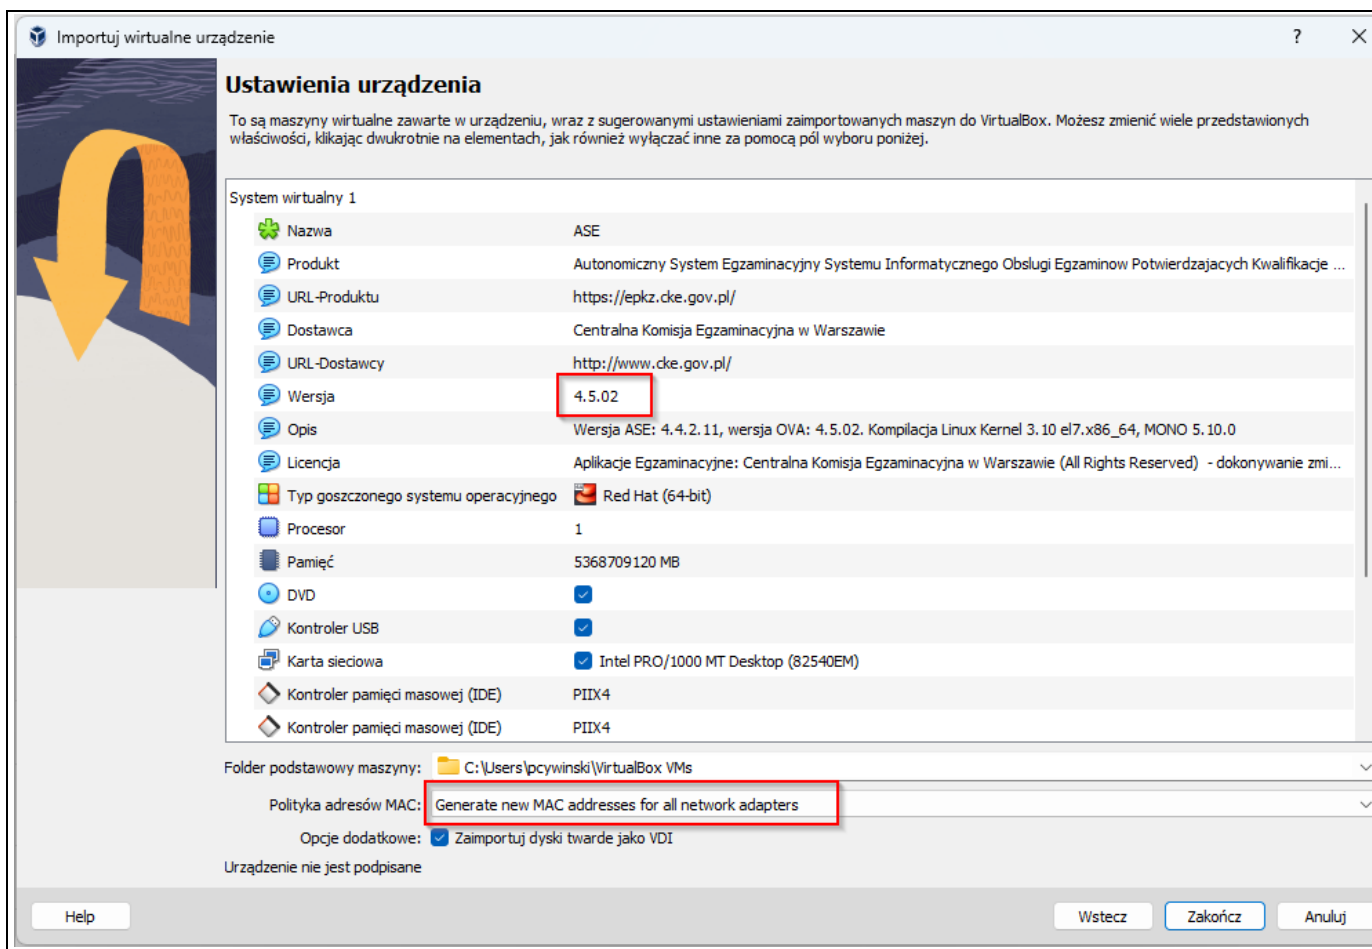 Importuj wirtualne urządzenie
?
Ustawienia urządzenia
To są maszyny wirtualne zawarte w urządzeniu, wraz z sugerowanymi ustawieniami zaimportowanych maszyn do VirtualBox. Możesz zmienić wiele przedstawionych
właściwości, klikając dwukrotnie na elementach, jak również wyłączać inne za pomocą pól wyboru poniżej.
System wirtualny 1
Nazwa ASE
Produkt Autonomiczny System Egzaminacyjny Systemu Informatycznego Obslugi Egzaminow Potwierdzajacych Kwalifikacje ...
URL-Produktu https://epkz.cke.gov.pl/
Dostawca Centralna Komisja Egzaminacyjna w Warszawie
URL-Dostawcy http://www.cke.gov.pl/
Wersja 4.5.02
Opis Wersja ASE: 4.4.2.11, wersja OVA: 4.5.02. Kompilacja Linux Kernel 3.10 el7.x86_64, MONO 5.10.0
Licencja Aplikacje Egzaminacyjne: Centralna Komisja Egzaminacyjna w Warszawie (All Rights Reserved) - dokonywanie zmi...
Typ goszczonego systemu operacyjnego Red Hat (64-bit)
Procesor 1
Pamięć 5368709120 MB
DVD
Kontroler USB
Karta sieciowa Intel PRO/1000 MT Desktop (82540EM)
Kontroler pamięci masowej (IDE) PIIX4
Kontroler pamięci masowej (IDE) PIIX4
Folder podstawowy maszyny: C:\Users\pcywinski\VirtualBox VMs
Polityka adresów MAC: Generate new MAC addresses for all network adapters
Opcje dodatkowe: Zaimportuj dyski twarde jako VDI
Urządzenie nie jest podpisane
Help Wstecz Zakończ Anuluj